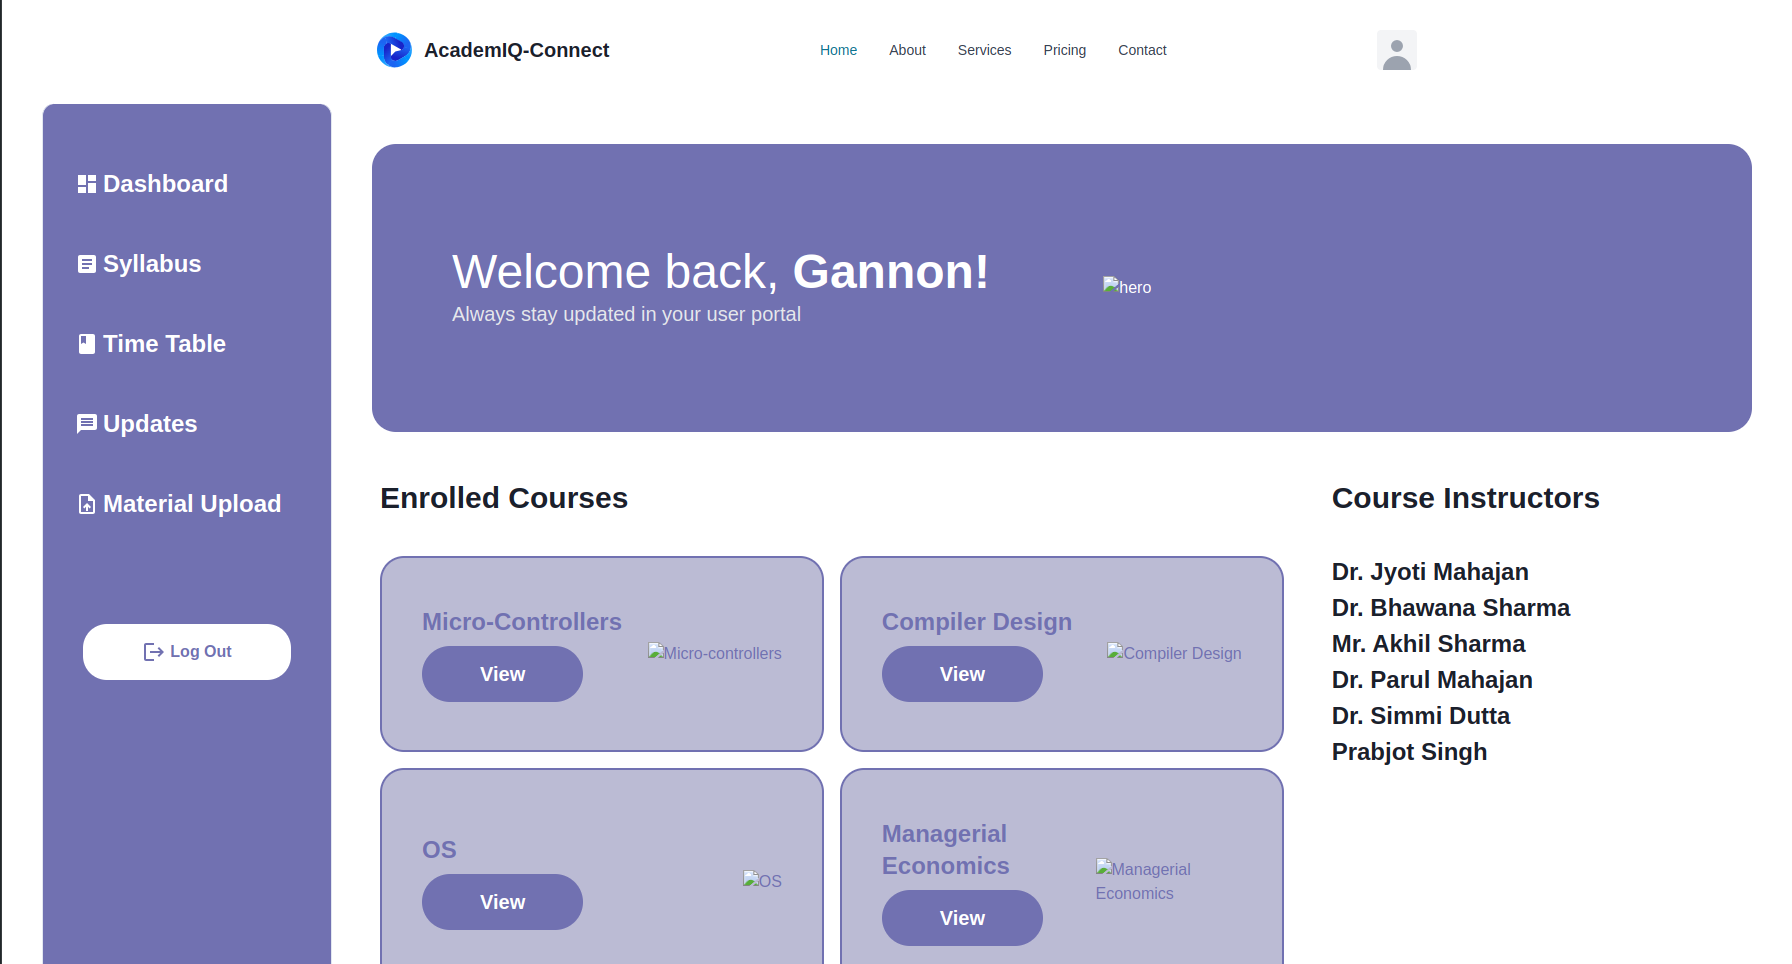 AcademIQ-Connect
Home
About
Services
Pricing
Contact
Dashboard
Syllabus
Time Table
Updates
Material Upload
Log Out
Welcome back, Gannon!
Always stay updated in your user portal
hero
Enrolled Courses
Micro-Controllers
View
Micro-controllers
Compiler Design
View
Compiler Design
OS
View
OS
Managerial
Economics
View
Managerial
Economics
Course Instructors
Dr. Jyoti Mahajan
Dr. Bhawana Sharma
Mr. Akhil Sharma
Dr. Parul Mahajan
Dr. Simmi Dutta
Prabjot Singh